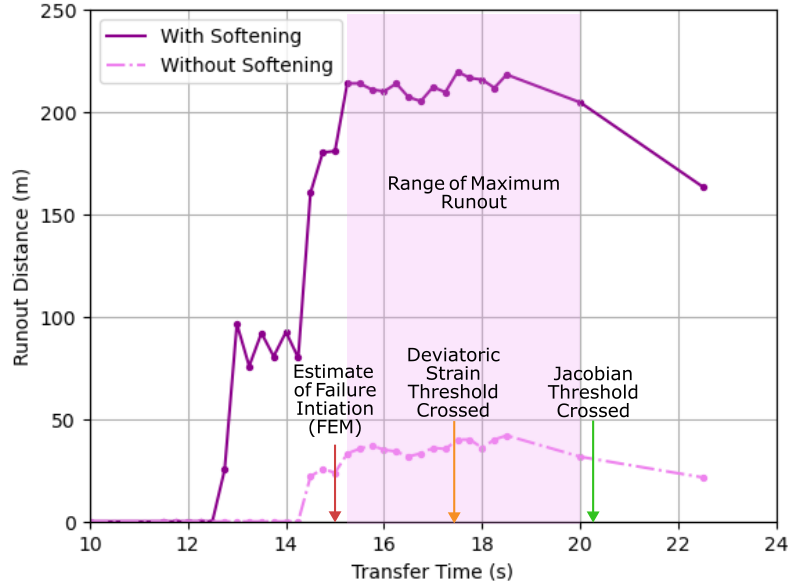 250
200
150
100
50
0
Runout Distance (m)
With Softening
Without Softening
Range of Maximum
Runout
Estimate
of Failure
Intiation
(FEM)
Deviatoric
Strain
Threshold
Crossed
Jacobian
Threshold
Crossed
10 12 14 16 18 20 22 24
Transfer Time (s)